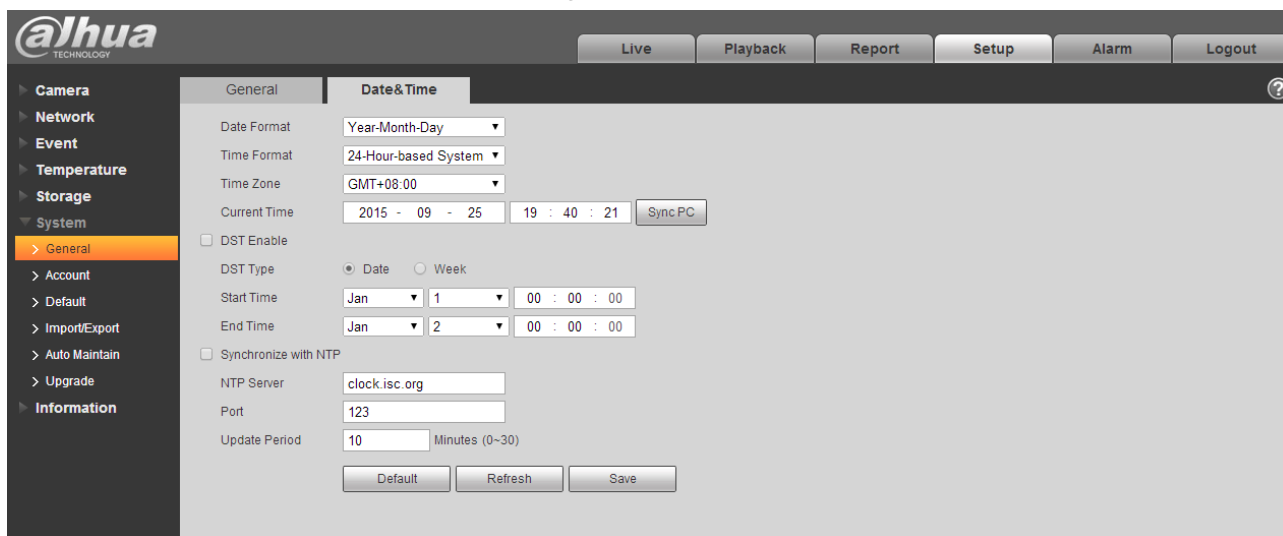 alhua
TECHNOLOGY
Live Playback Report Setup Alarm Logout
Camera
Network
Event
Temperature
Storage
System
General
Account
Default
Import/Export
Auto Maintain
Upgrade
Information
General Date&Time
?
Date Format Year-Month-Day
Time Format 24-Hour-based System
Time Zone GMT+08:00
Current Time 2015 - 09 - 25 19 : 40 : 21 Sync PC
DST Enable
DST Type Date Week
Start Time Jan 1 00 : 00 : 00
End Time Jan 2 00 : 00 : 00
Synchronize with NTP
NTP Server clock.isc.org
Port 123
Update Period 10 Minutes (0~30)
Default Refresh Save